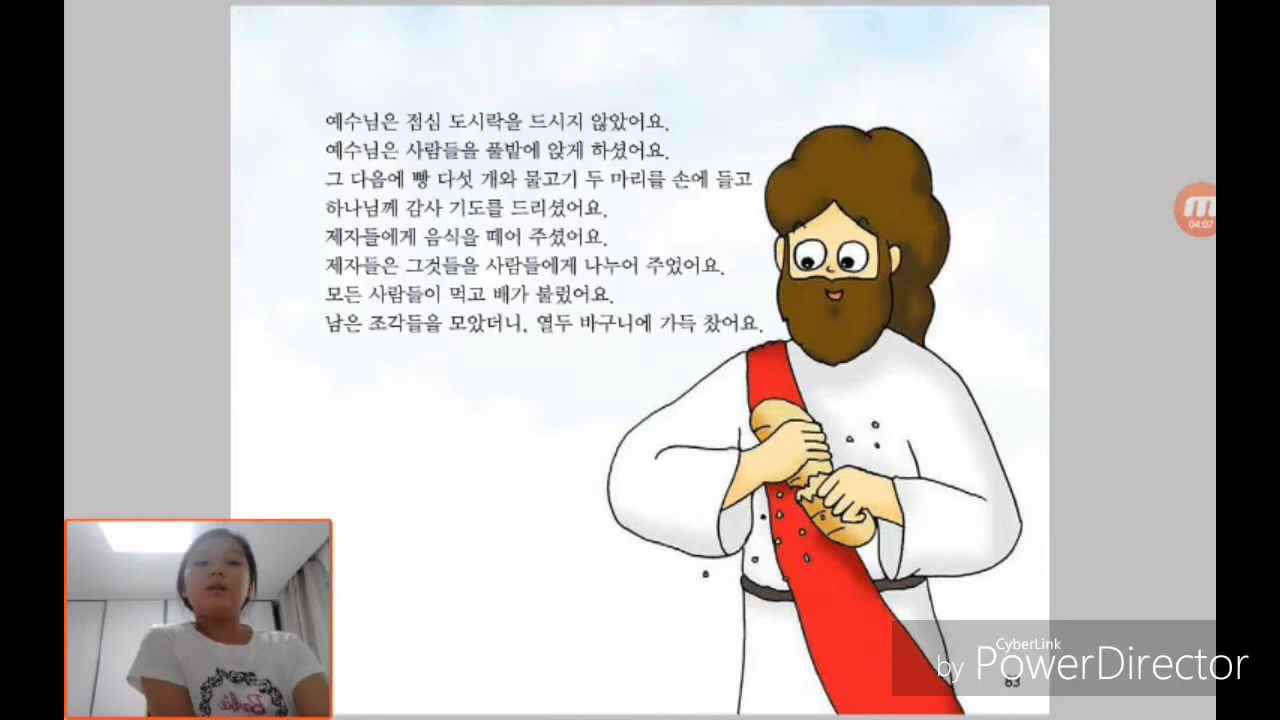 예수님은 점심 도시락을 드시지 않았어요.
예수님은 사람들을 풀밭에 앉게 하셨어요.
그 다음에 빵 다섯 개와 물고기 두 마리를 손에 들고
하나님께 감사 기도를 드리셨어요.
제자들에게 음식을 떼어 주셨어요.
제자들은 그것들을 사람들에게 나누어 주었어요.
모든 사람들이 먹고 배가 불렀어요.
남은 조각들을 모았더니, 열두 바구니에 가득 찼어요.
m
04:07
Barbie
CyberLink
by PowerDirector
83